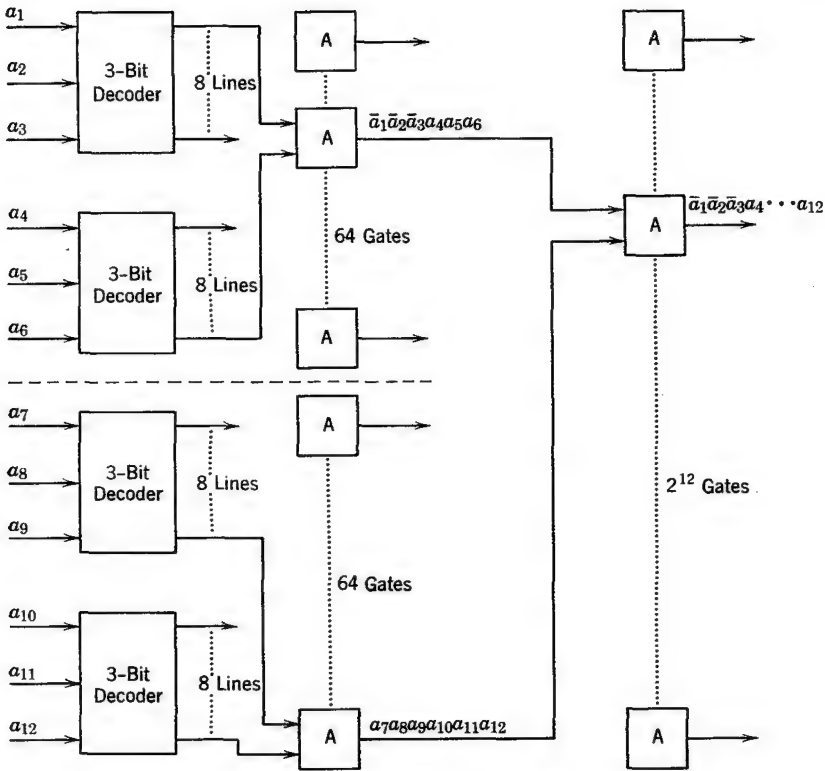 a₁
a₂
a₃
3-Bit
Decoder
8 Lines
A
A
A
ā₁ā₂ā₃a₄a₅a₆
a₄
a₅
a₆
3-Bit
Decoder
8 Lines
64 Gates
A
A
ā₁ā₂ā₃a₄···a₁₂
a₇
a₈
a₉
3-Bit
Decoder
8 Lines
A
64 Gates
2¹² Gates
a₁₀
a₁₁
a₁₂
3-Bit
Decoder
8 Lines
A
a₇a₈a₉a₁₀a₁₁a₁₂
A